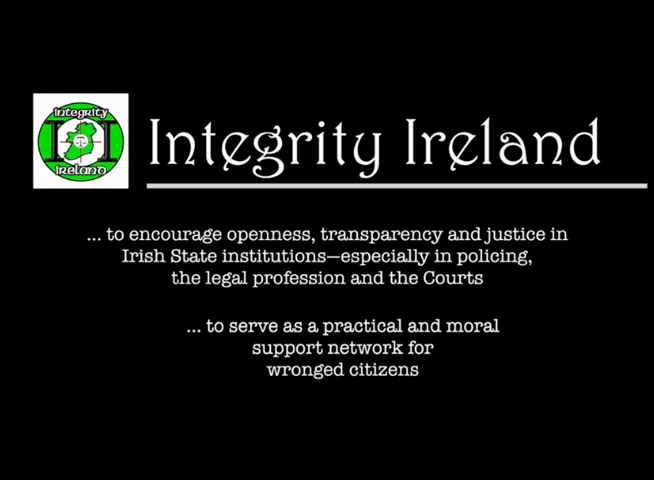 Integrity
Ireland
Integrity Ireland
... to encourage openness, transparency and justice in
Irish State institutions—especially in policing,
the legal profession and the Courts
... to serve as a practical and moral
support network for
wronged citizens